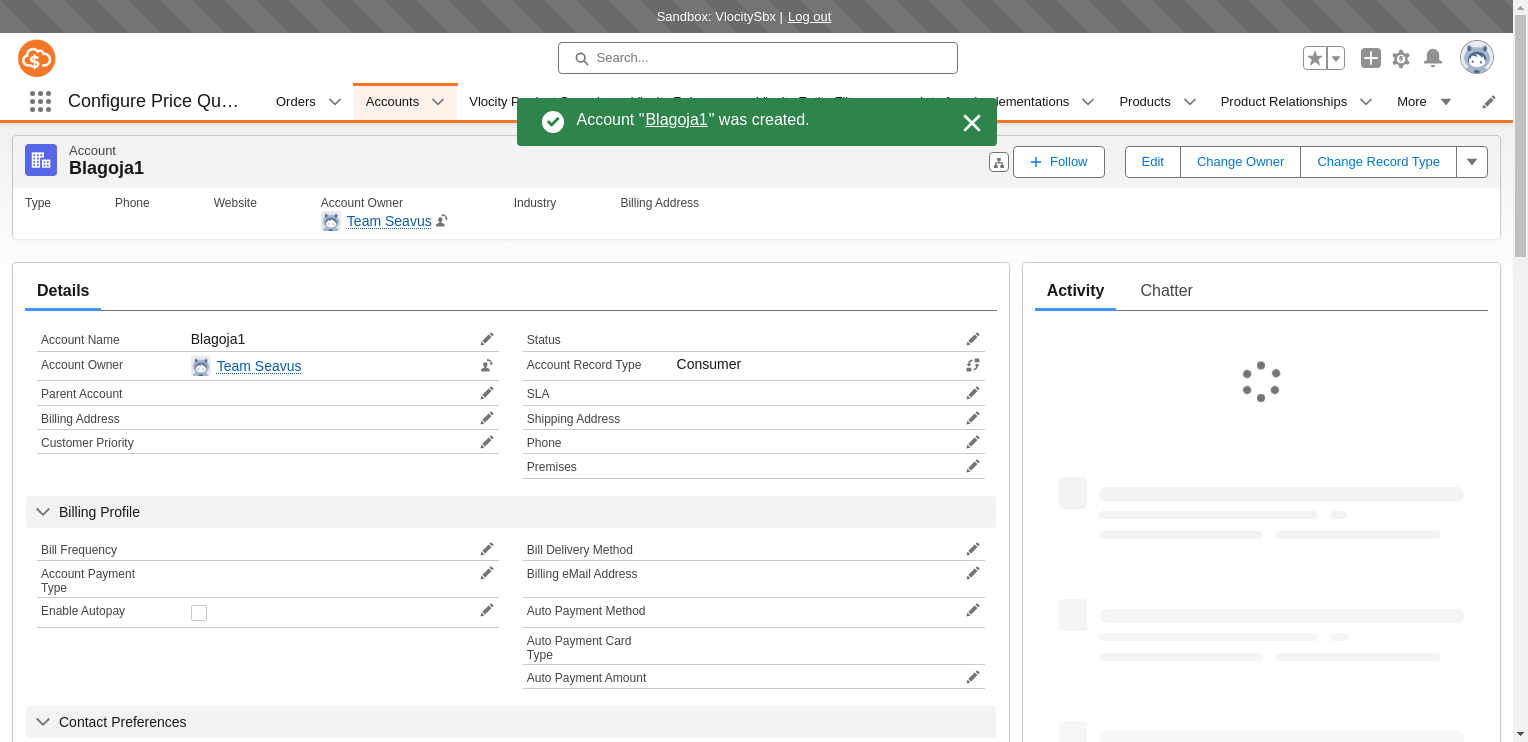 Sandbox: VlocitySbx | Log out
Search...
Configure Price Qu...
Orders
Accounts
Products
Product Relationships
More
Account "Blagoja1" was created.
Account
Blagoja1
Follow
Edit
Change Owner
Change Record Type
Type
Phone
Website
Account Owner
Industry
Billing Address
Team Seavus
Details
Account Name Blagoja1
Status
Account Owner Team Seavus
Account Record Type Consumer
Parent Account
SLA
Billing Address
Shipping Address
Customer Priority
Phone
Premises
Billing Profile
Bill Frequency
Bill Delivery Method
Account Payment
Type
Billing eMail Address
Enable Autopay
Auto Payment Method
Auto Payment Card
Type
Auto Payment Amount
Contact Preferences
Activity
Chatter